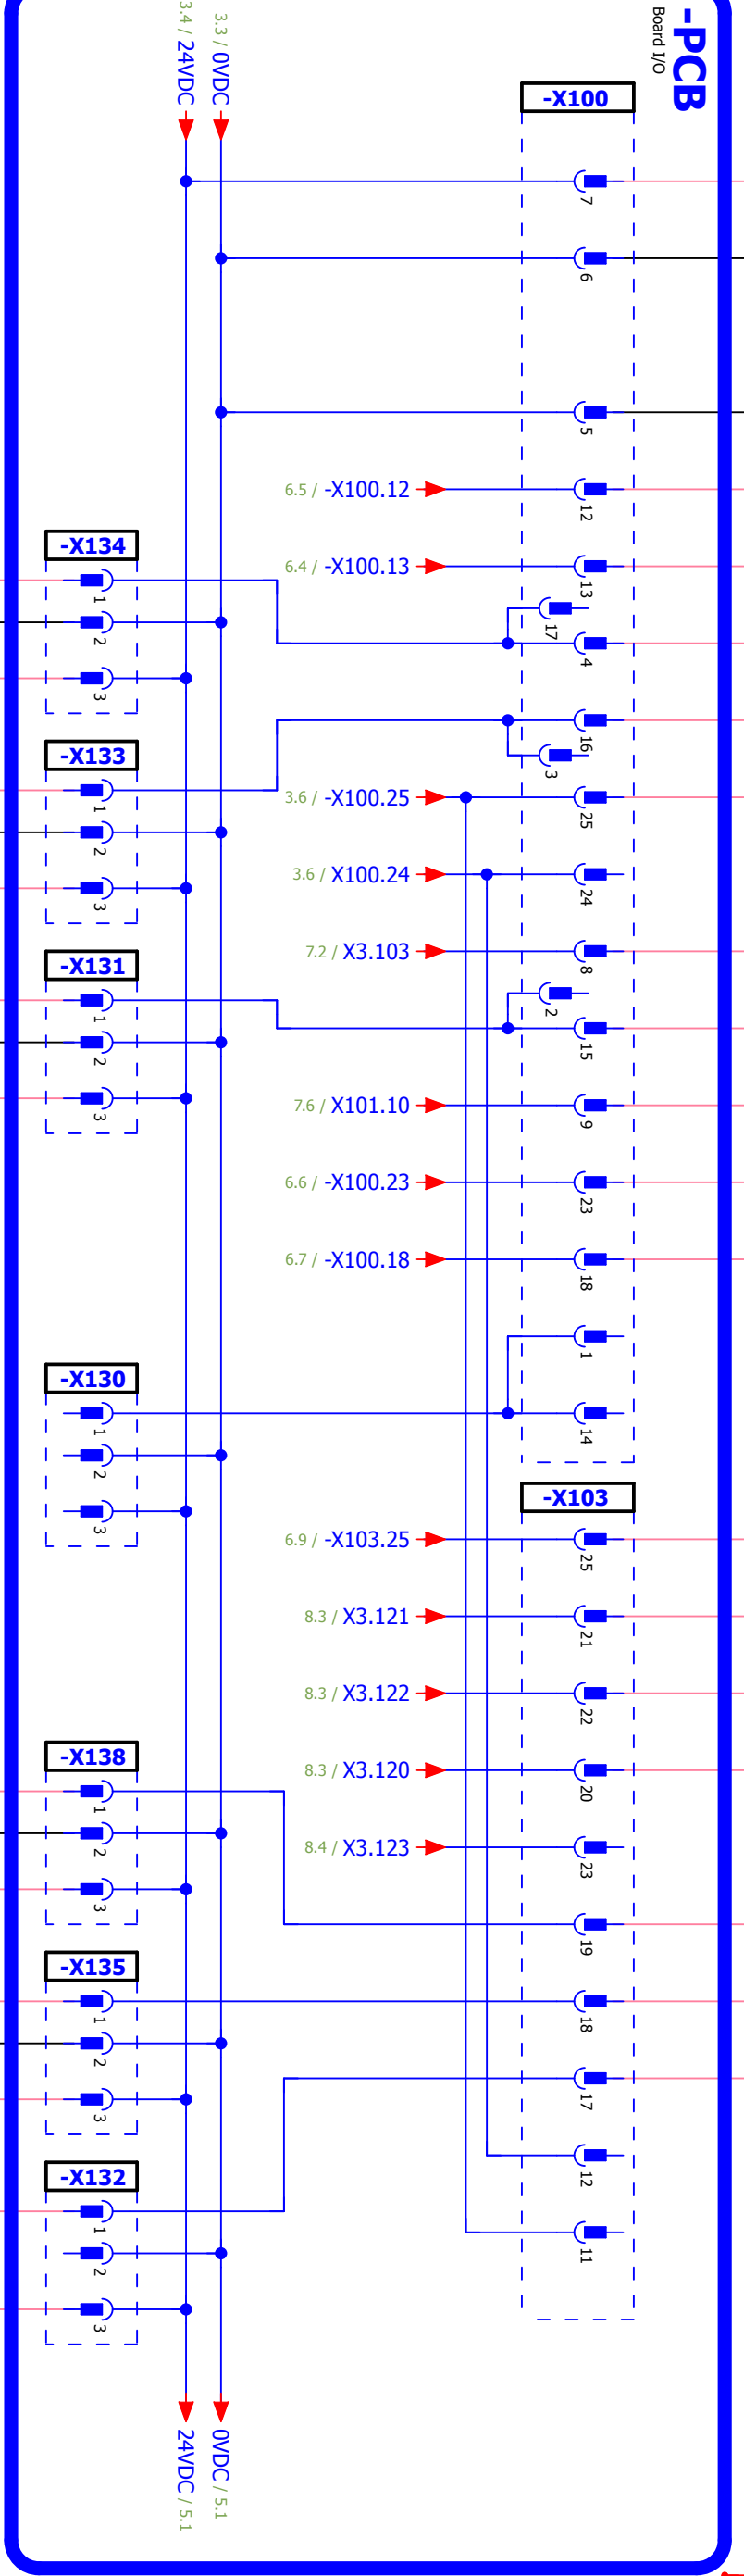 -PCB
Board I/O
3.4 / 24VDC
3.3 / 0VDC
-X100
7
6
5
6.5 / -X100.12
12
6.4 / -X100.13
13
17
4
-X134
1
2
3
16
3
-X133
1
2
3
3.6 / -X100.25
25
3.6 / X100.24
24
7.2 / X3.103
8
2
15
-X131
1
2
3
7.6 / X101.10
9
6.6 / -X100.23
23
6.7 / -X100.18
18
1
14
-X130
1
2
3
-X103
6.9 / -X103.25
25
8.3 / X3.121
21
8.3 / X3.122
22
8.3 / X3.120
20
8.4 / X3.123
23
-X138
1
2
3
19
-X135
1
2
3
18
17
12
-X132
1
2
3
11
24VDC / 5.1
0VDC / 5.1